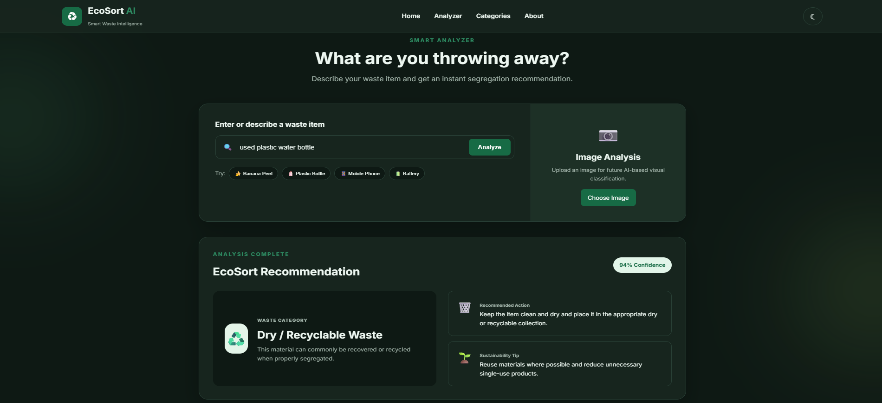 EcoSort AI
Smart Waste Intelligence
Home Analyzer Categories About
SMART ANALYZER
What are you throwing away?
Describe your waste item and get an instant segregation recommendation.
Enter or describe a waste item
used plastic water bottle
Analyze
Try: Banana Peel Plastic Bottle Mobile Phone Battery
Image Analysis
Upload an image for future AI-based visual
classification.
Choose Image
ANALYSIS COMPLETE
EcoSort Recommendation
94% Confidence
WASTE CATEGORY
Dry / Recyclable Waste
This material can commonly be recovered or recycled
when properly segregated.
Recommended Action
Keep the item clean and dry and place it in the appropriate dry
or recyclable collection.
Sustainability Tip
Reuse materials where possible and reduce unnecessary
single-use products.